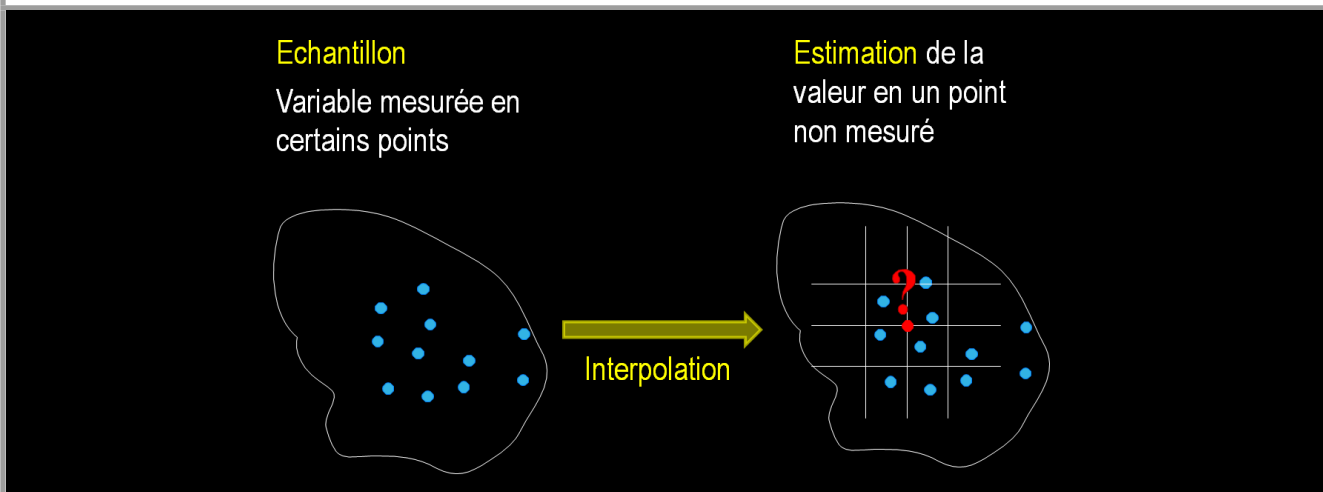 Echantillon
Variable mesurée en
certains points
Estimation de la
valeur en un point
non mesuré
?
Interpolation